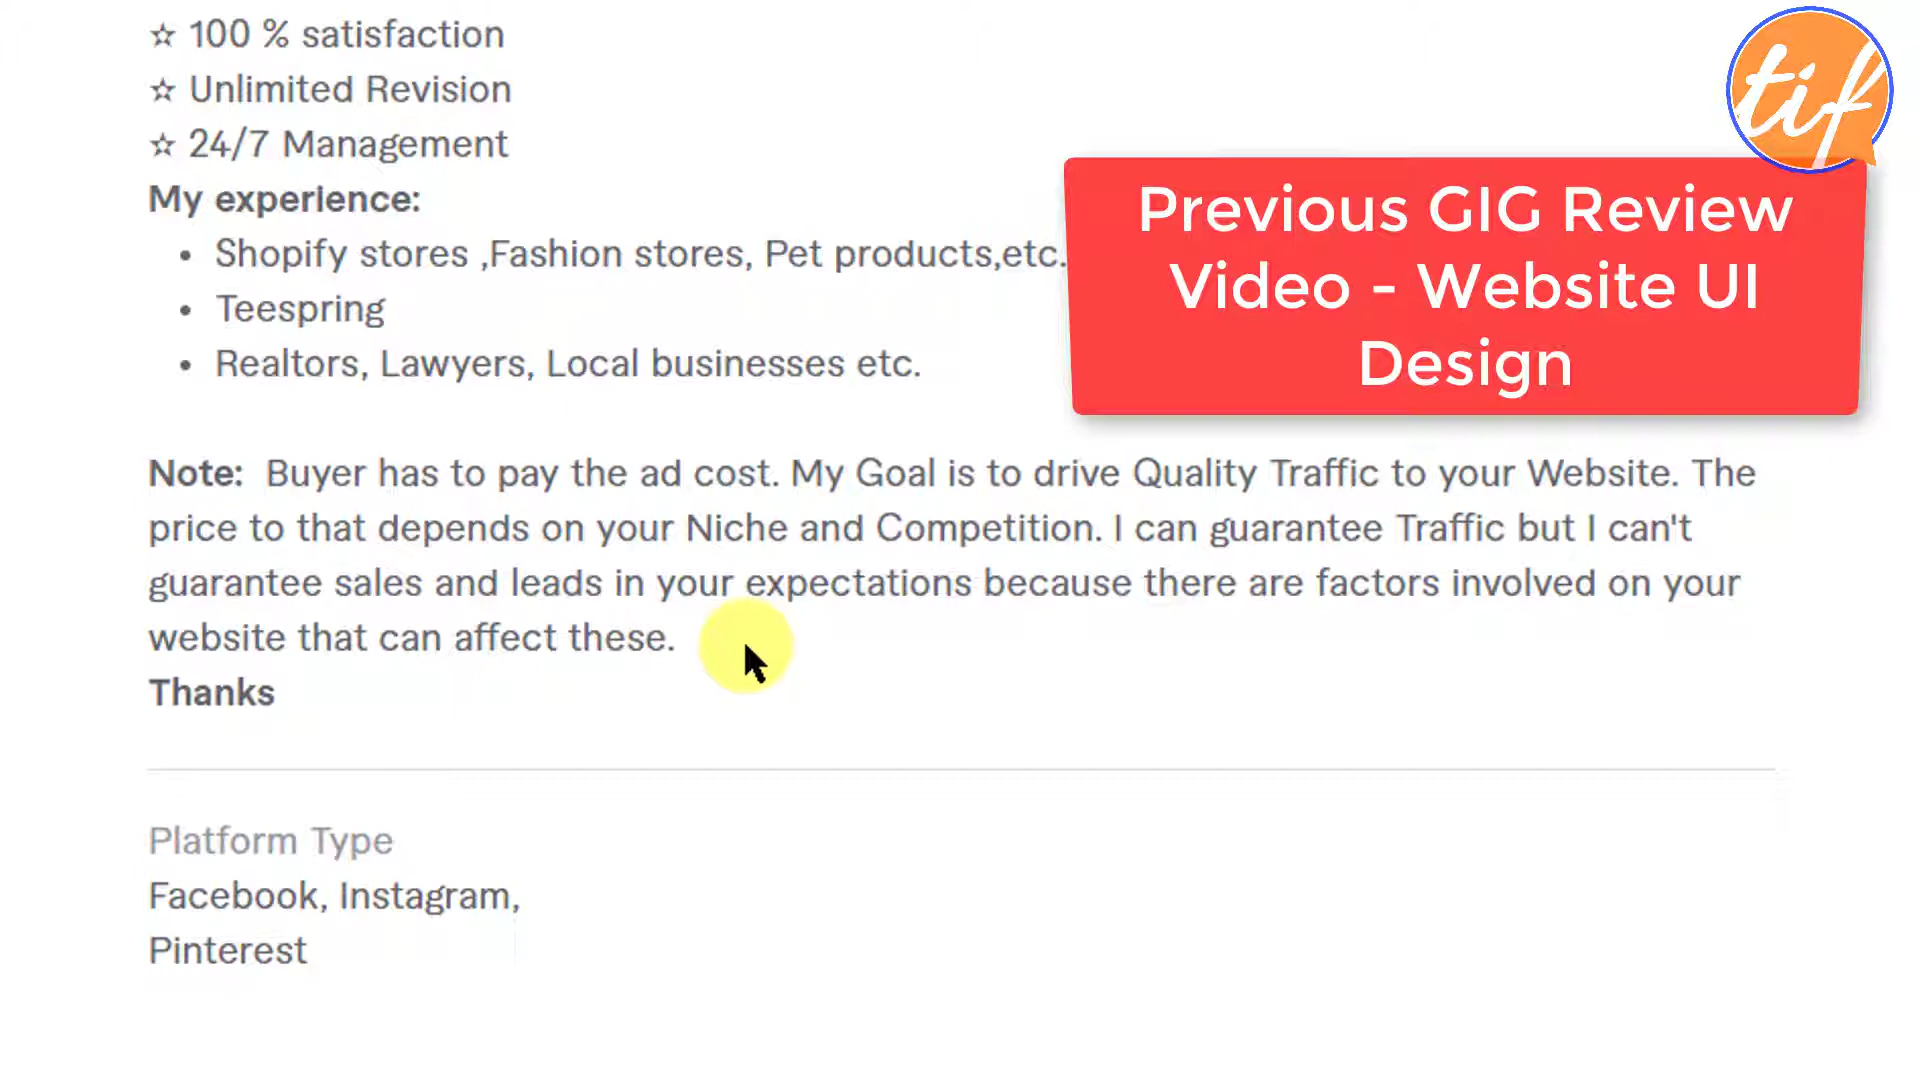 ☆ 100 % satisfaction
☆ Unlimited Revision
☆ 24/7 Management
My experience:
• Shopify stores ,Fashion stores, Pet products,etc.
• Teespring
• Realtors, Lawyers, Local businesses etc.
tif
Previous GIG Review
Video - Website UI
Design
Note: Buyer has to pay the ad cost. My Goal is to drive Quality Traffic to your Website. The
price to that depends on your Niche and Competition. I can guarantee Traffic but I can't
guarantee sales and leads in your expectations because there are factors involved on your
website that can affect these.
Thanks
Platform Type
Facebook, Instagram,
Pinterest